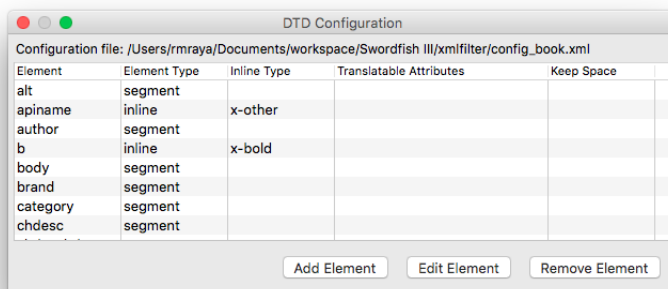 DTD Configuration
Configuration file: /Users/rmraya/Documents/workspace/Swordfish III/xmlfilter/config_book.xml
Element Element Type Inline Type Translatable Attributes Keep Space
alt segment
apiname inline x-other
author segment
b inline x-bold
body segment
brand segment
category segment
chdesc segment
Add Element Edit Element Remove Element